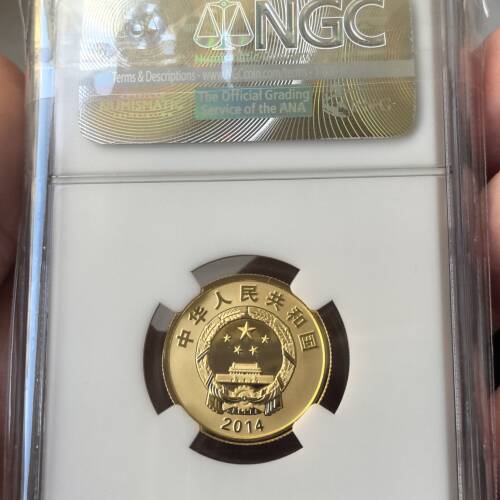 NGC
Terms & Descriptions
NUMISMATIC
The Official Grading
Service of the ANA
中华人民共和国
2014